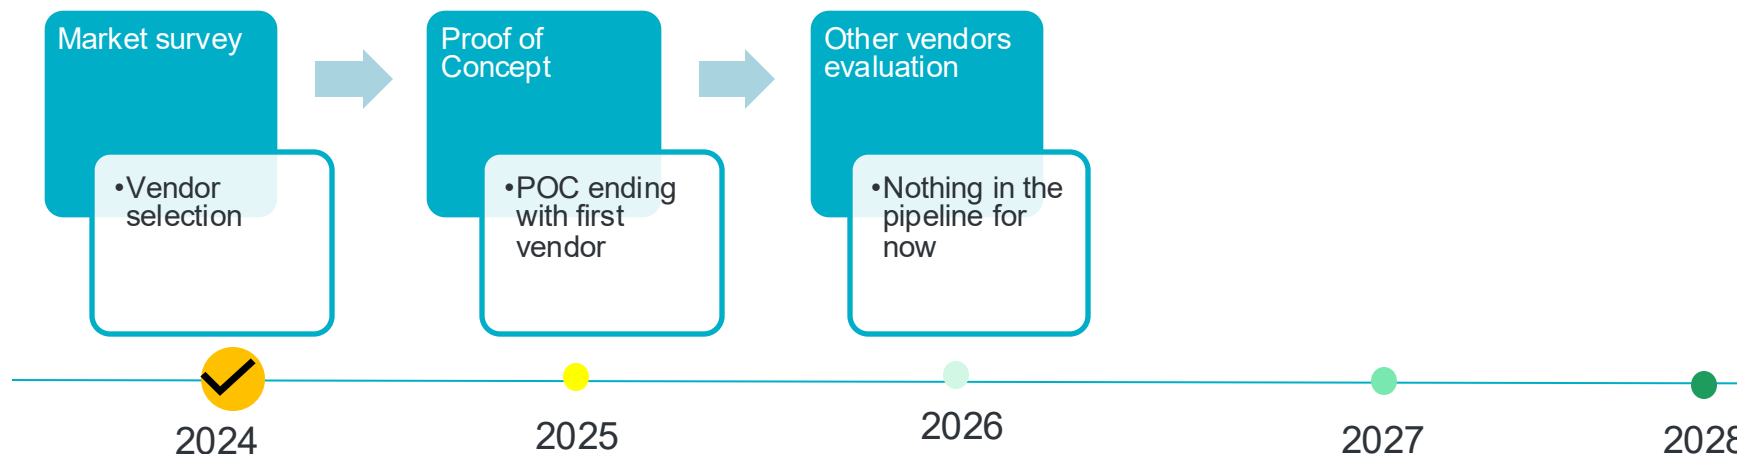 Market survey
•Vendor
selection
Proof of
Concept
•POC ending
with first
vendor
Other vendors
evaluation
•Nothing in the
pipeline for
now
2024
2025
2026
2027
2028